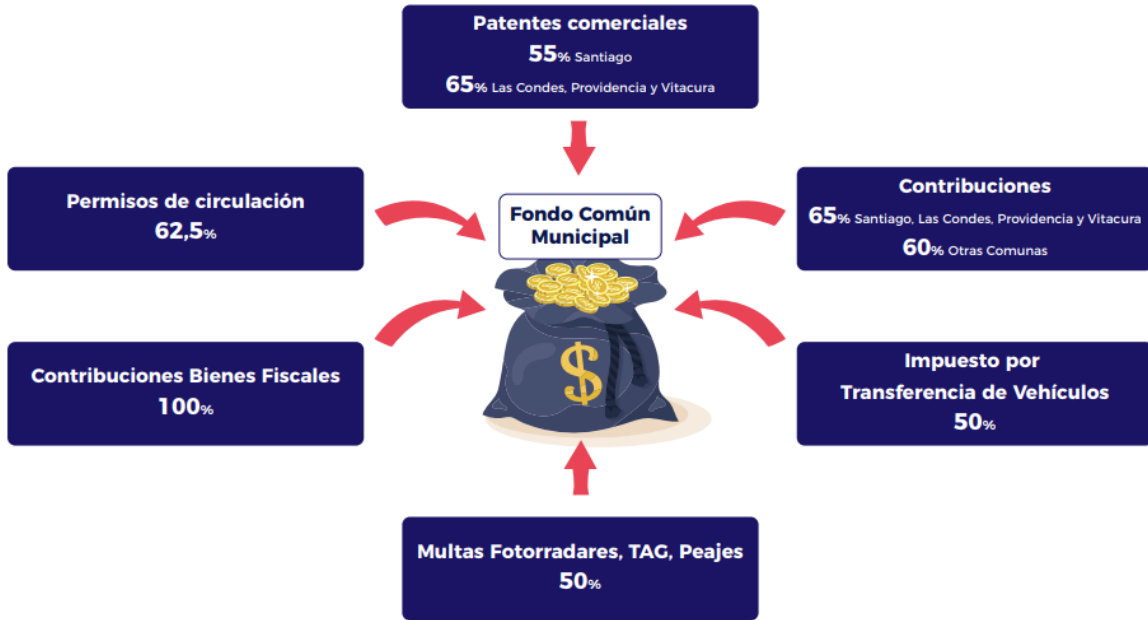 Patentes comerciales
55% Santiago
65% Las Condes, Providencia y Vitacura
Permisos de circulación
62,5%
Fondo Común
Municipal
Contribuciones
65% Santiago, Las Condes, Providencia y Vitacura
60% Otras Comunas
Contribuciones Bienes Fiscales
100%
$
Impuesto por
Transferencia de Vehículos
50%
Multas Fotorradares, TAG, Peajes
50%